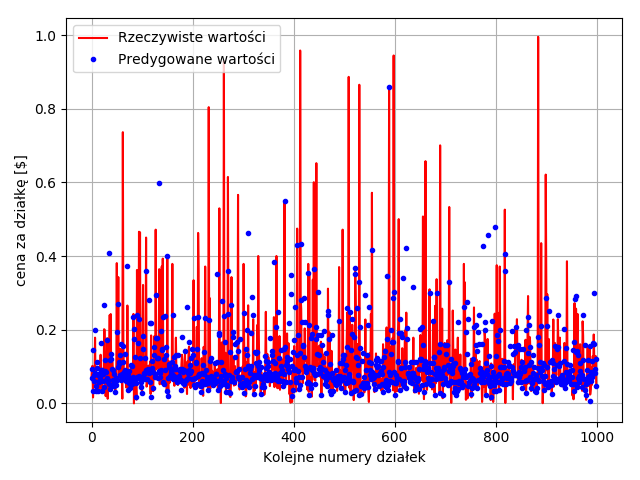 Rzeczywiste wartości
Predygowane wartości
cena za działkę [$]
1.0
0.8
0.6
0.4
0.2
0.0
0 200 400 600 800 1000
Kolejne numery działek